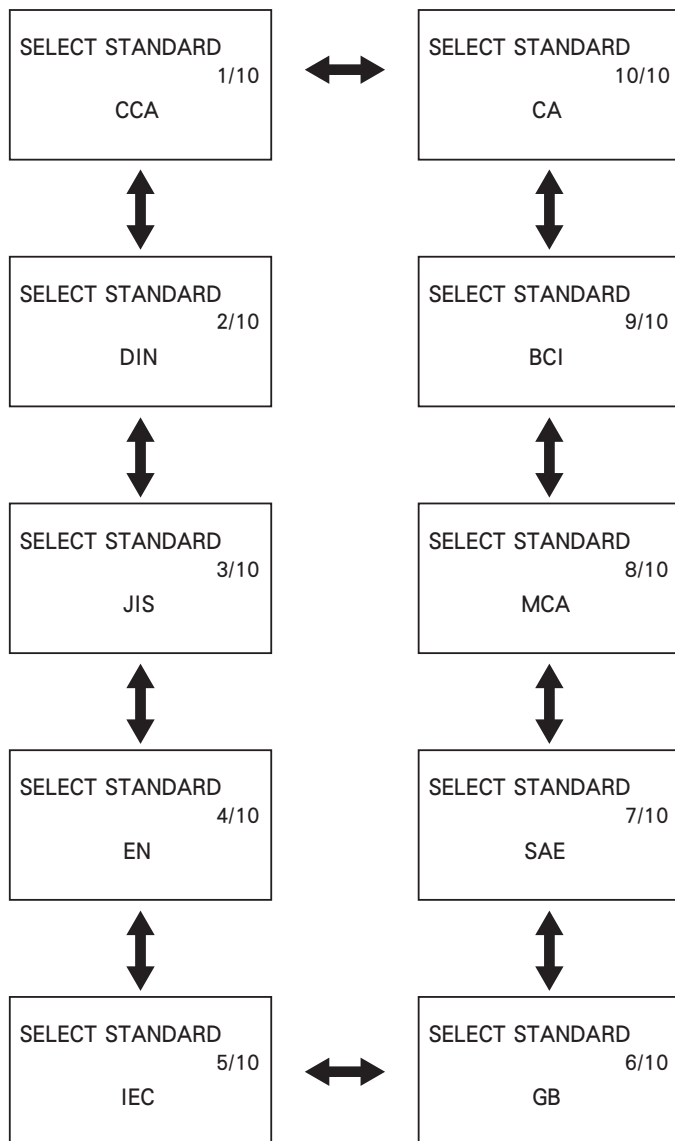 SELECT STANDARD
1/10
CCA
SELECT STANDARD
10/10
CA
SELECT STANDARD
2/10
DIN
SELECT STANDARD
9/10
BCI
SELECT STANDARD
3/10
JIS
SELECT STANDARD
8/10
MCA
SELECT STANDARD
4/10
EN
SELECT STANDARD
7/10
SAE
SELECT STANDARD
5/10
IEC
SELECT STANDARD
6/10
GB